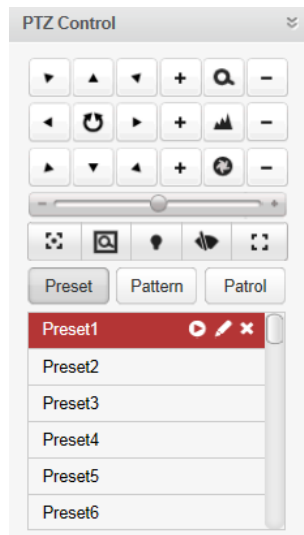 PTZ Control
Preset Pattern Patrol
Preset1
Preset2
Preset3
Preset4
Preset5
Preset6